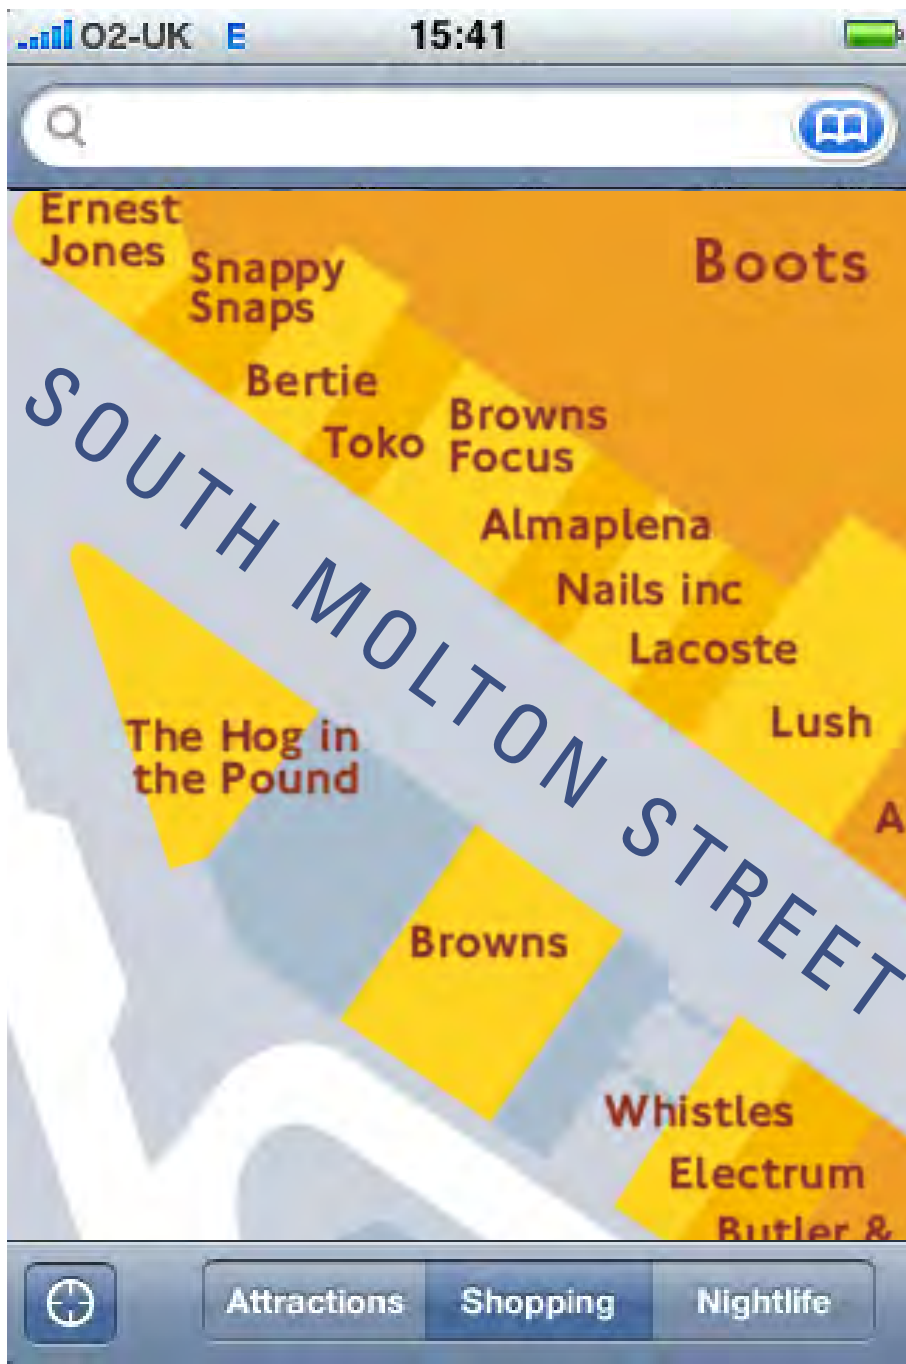 O2-UK E 15:41
Ernest
Jones
Snappy
Snaps
Boots
Bertie
Toko
Browns
Focus
Almaplena
Nails inc
Lacoste
Lush
A
SOUTH MOLTON STREET
The Hog in
the Pound
Browns
Whistles
Electrum
Butler &
Attractions Shopping Nightlife